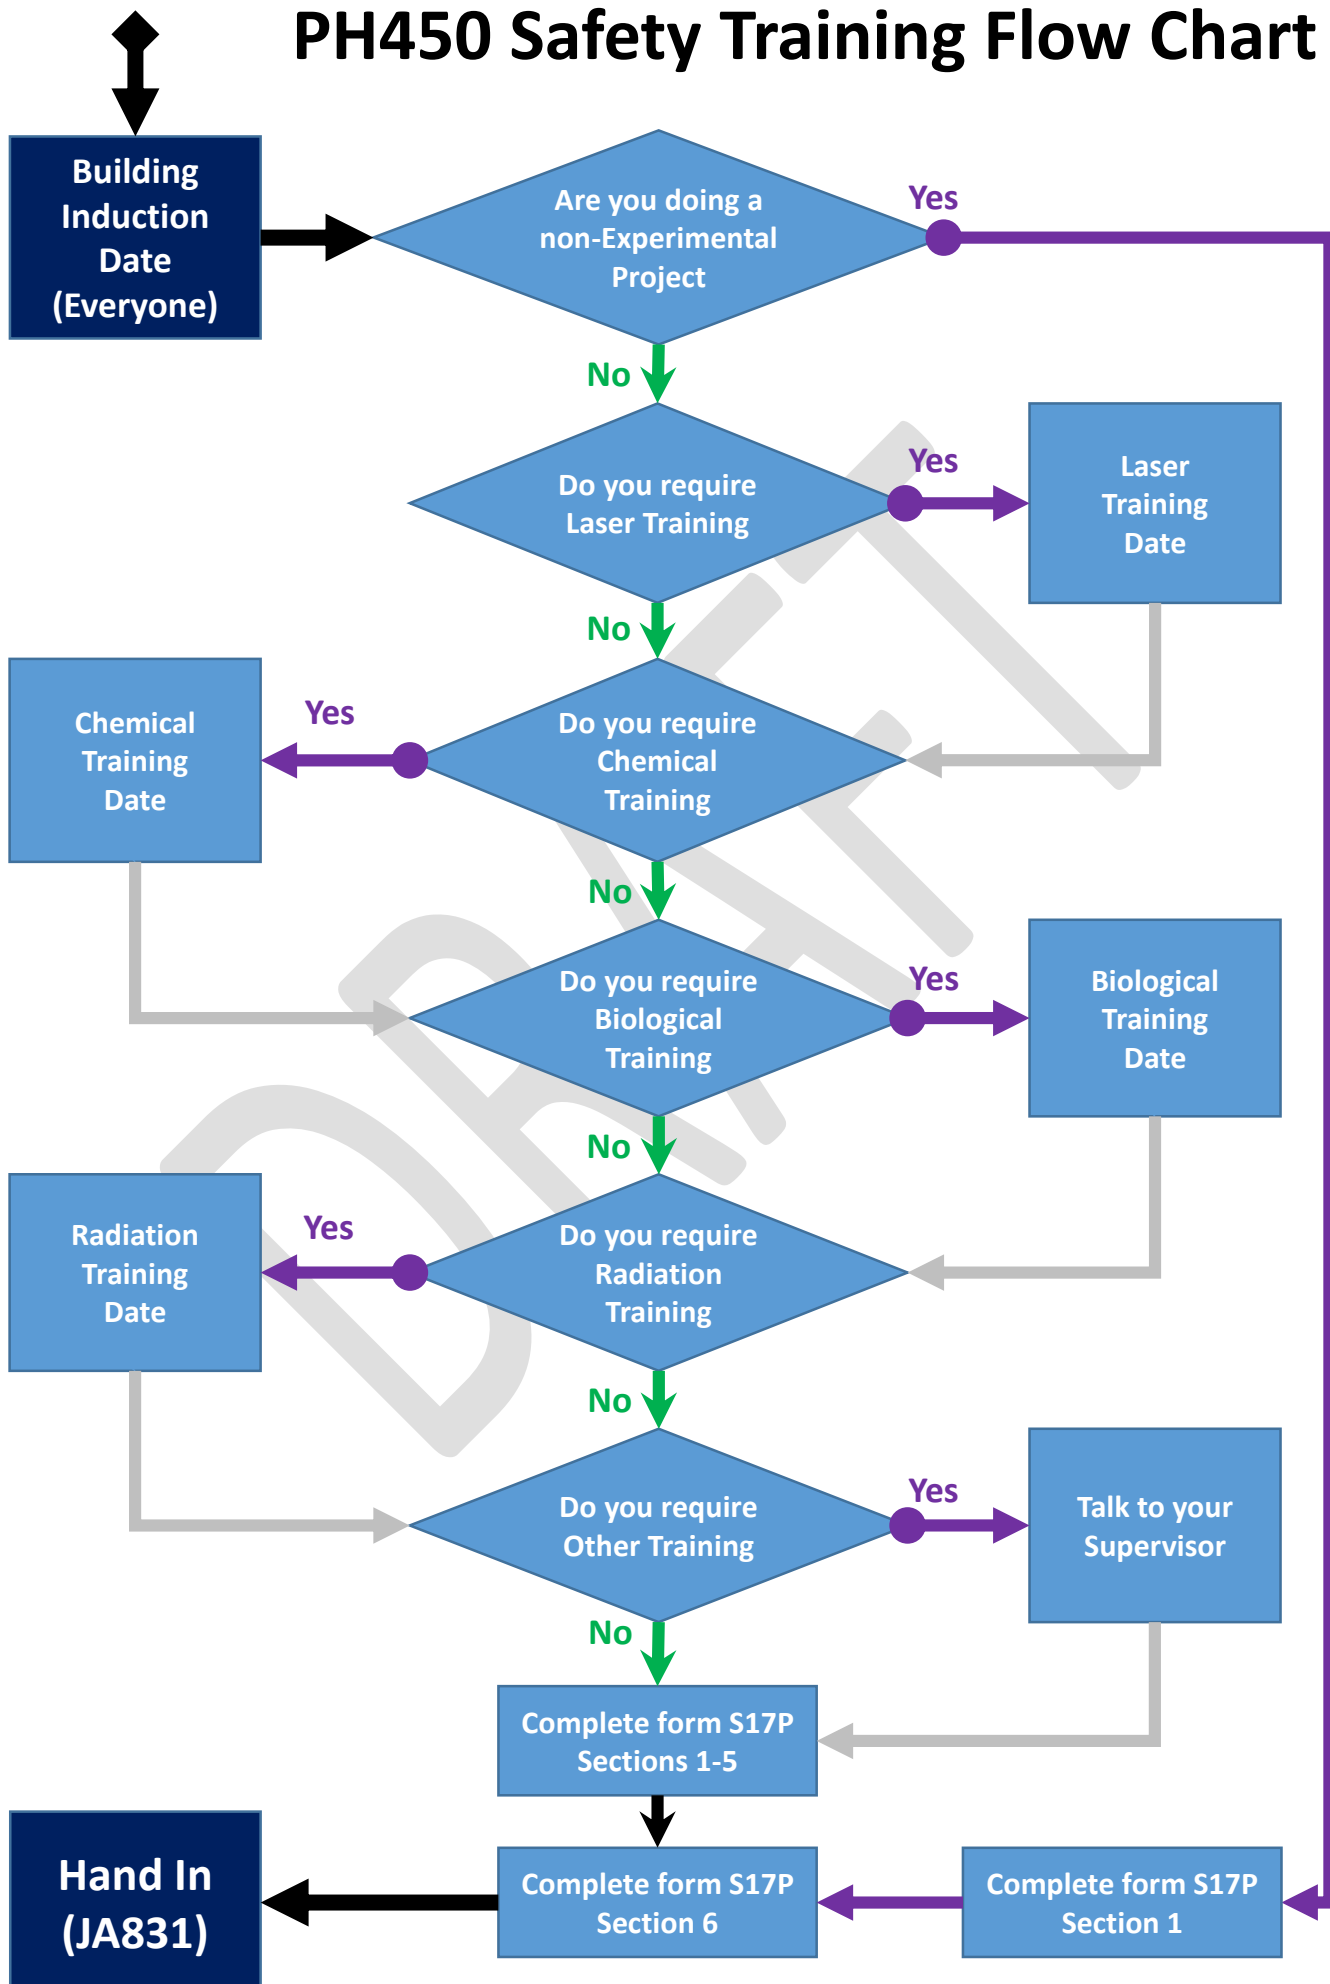 PH450 Safety Training Flow Chart
Building
Induction
Date
(Everyone)
Are you doing a
non-Experimental
Project
Yes
No
Do you require
Laser Training
Yes
Laser
Training
Date
No
Chemical
Training
Date
Yes
Do you require
Chemical
Training
No
Do you require
Biological
Training
Yes
Biological
Training
Date
No
Radiation
Training
Date
Yes
Do you require
Radiation
Training
No
Do you require
Other Training
Yes
Talk to your
Supervisor
No
Complete form S17P
Sections 1-5
Hand In
(JA831)
Complete form S17P
Section 6
Complete form S17P
Section 1
DRAFT